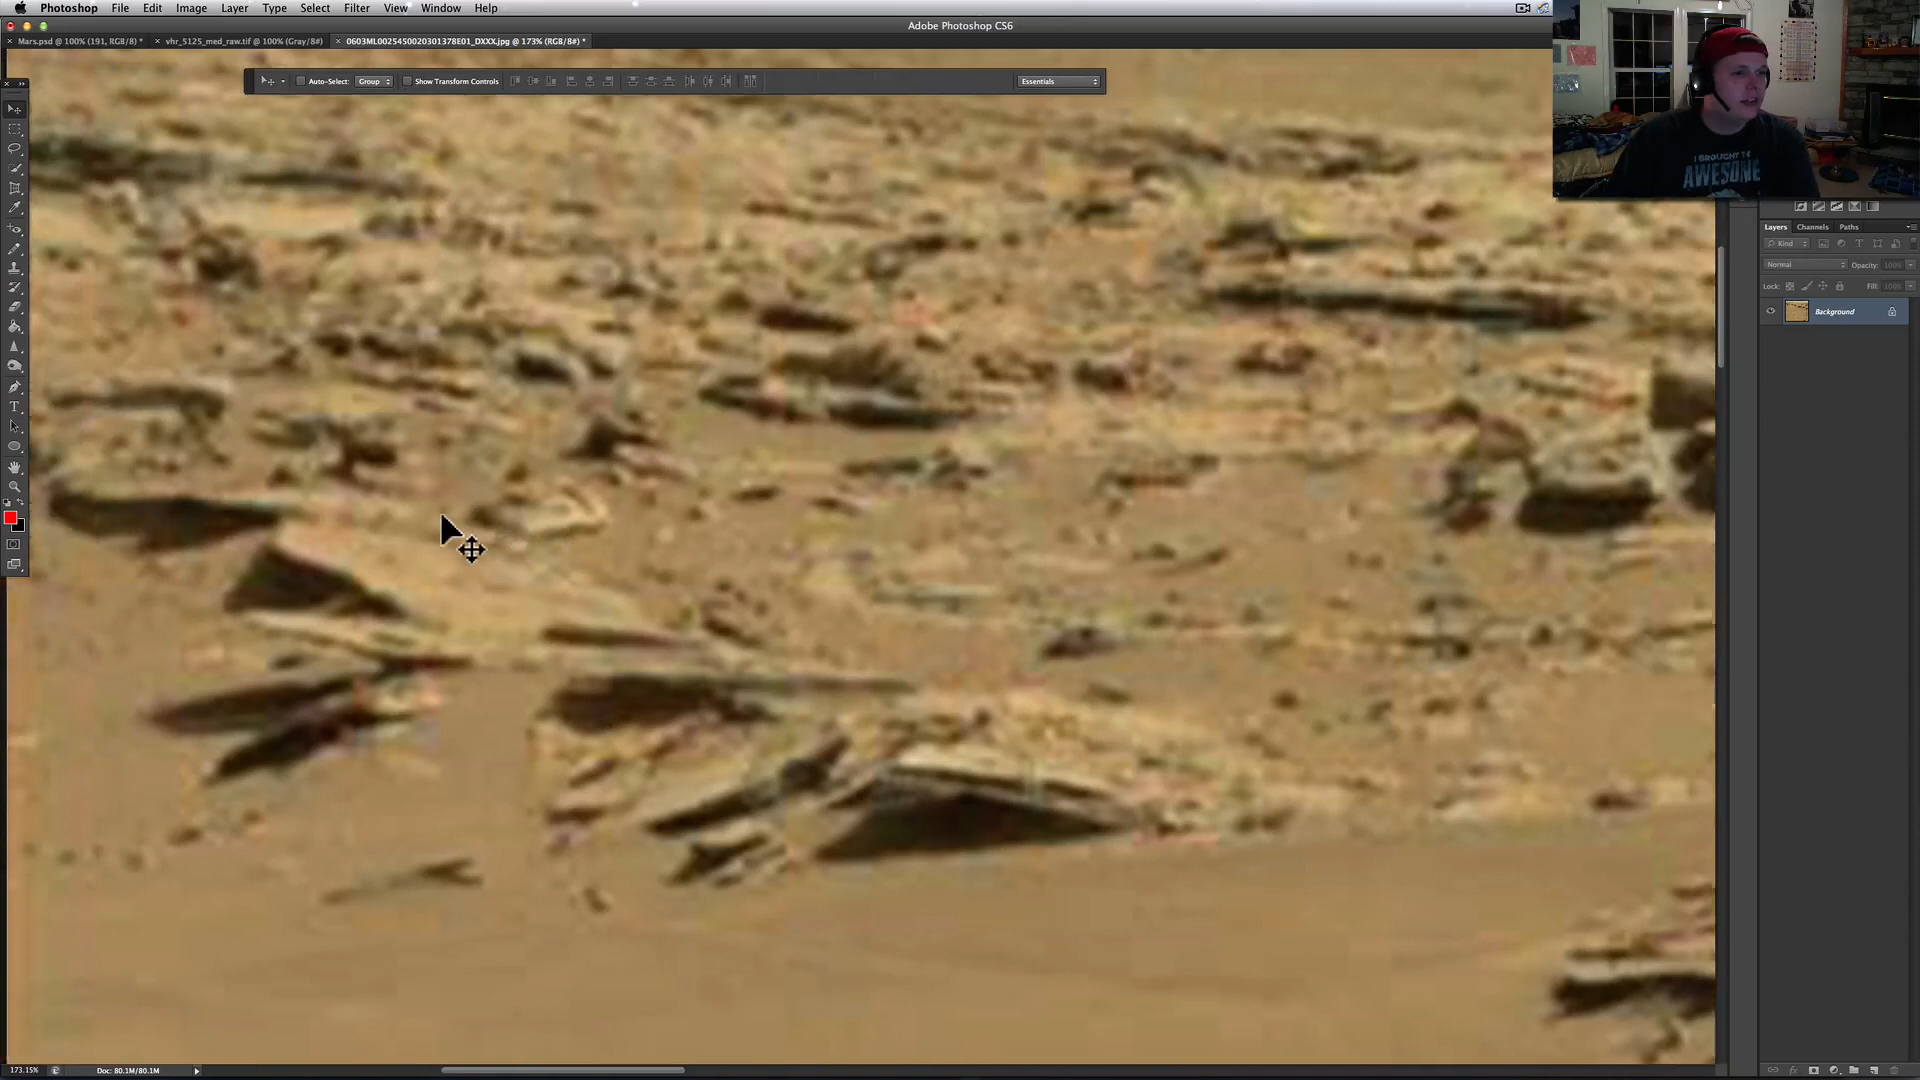 Photoshop File Edit Image Layer Type Select Filter View Window Help
Adobe Photoshop CS6
Mars.psd @ 100% (191, RGB/8) * vhr_5125_med_raw.tif @ 100% (Gray/8#) 0603ML0025450020301378E01_DXXX.jpg @ 173% (RGB/8#) *
Auto-Select: Group Show Transform Controls Essentials
I BROUGHT THE
AWESOME
Layers Channels Paths
Kind
Normal Opacity: 100%
Lock: Fill: 100%
Background
173.15% Doc: 80.1M/80.1M